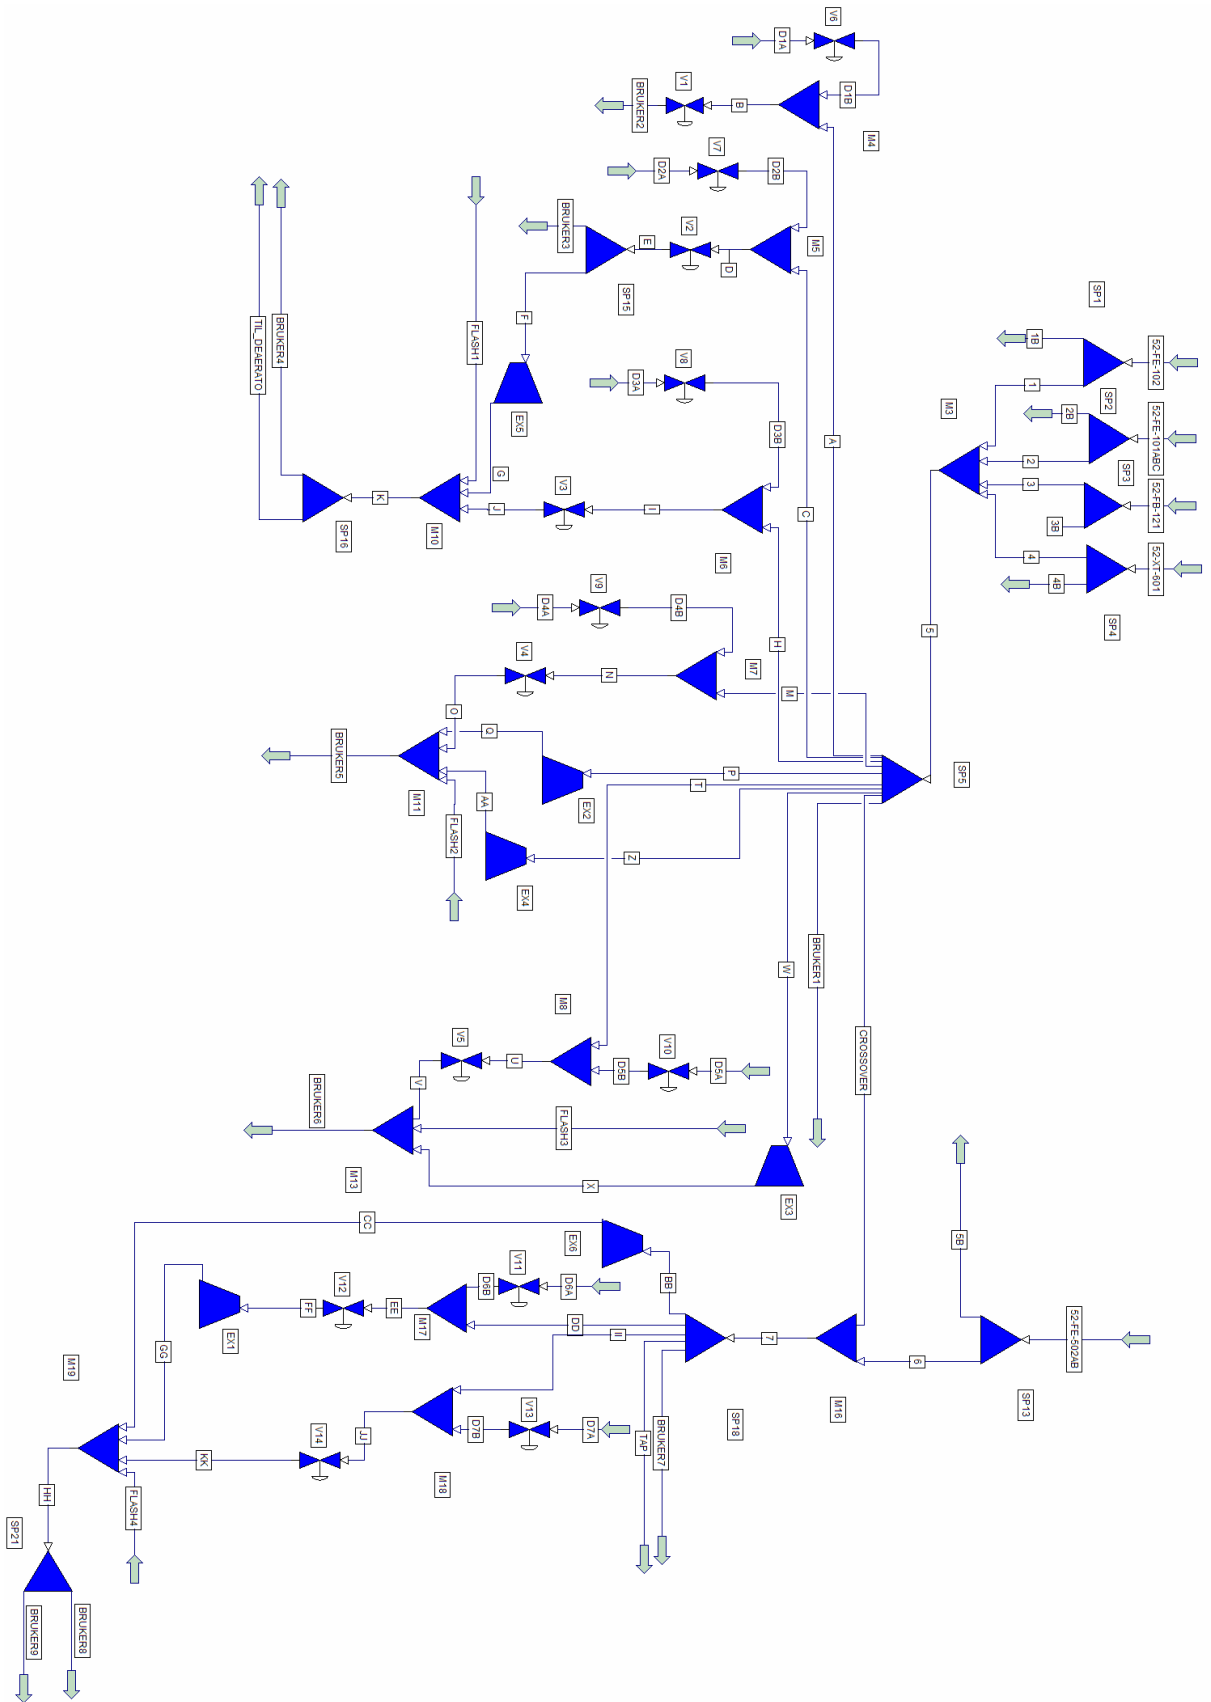 V6
D1A
D1B
V1
BRUKER2
B
M4
V7
D2A
D2B
BRUKER3
E
V2
D
M5
SP15
A
F
FLASH1
TIL_DEAERATO
BRUKER4
V8
D3A
D3B
EX5
G
C
SP1
1B
52-FE-102
1
SP2
M3
2B
52-FE-101ABC
2
SP3
3
3B
52-FB-121
4
4B
52-XT-601
SP4
K
J
V3
I
SP16
M10
M6
V9
D4A
D4B
5
H
V4
N
M7
M
O
Q
BRUKER5
M11
P
T
SP5
EX2
AA
FLASH2
Z
EX4
W
BRUKER1
CROSSOVER
M8
V5
U
V10
D5B
D5A
V
BRUKER6
FLASH3
M13
X
EX3
CC
EX6
5B
BB
V11
D6B
D6A
V12
EE
FF
M17
DD
II
7
6
52-FE-502AB
EX1
GG
M19
M16
SP13
SP18
V13
D7B
D7A
JJ
V14
KK
M18
TAP
BRUKER7
HH
FLASH4
SP21
BRUKER9
BRUKER8